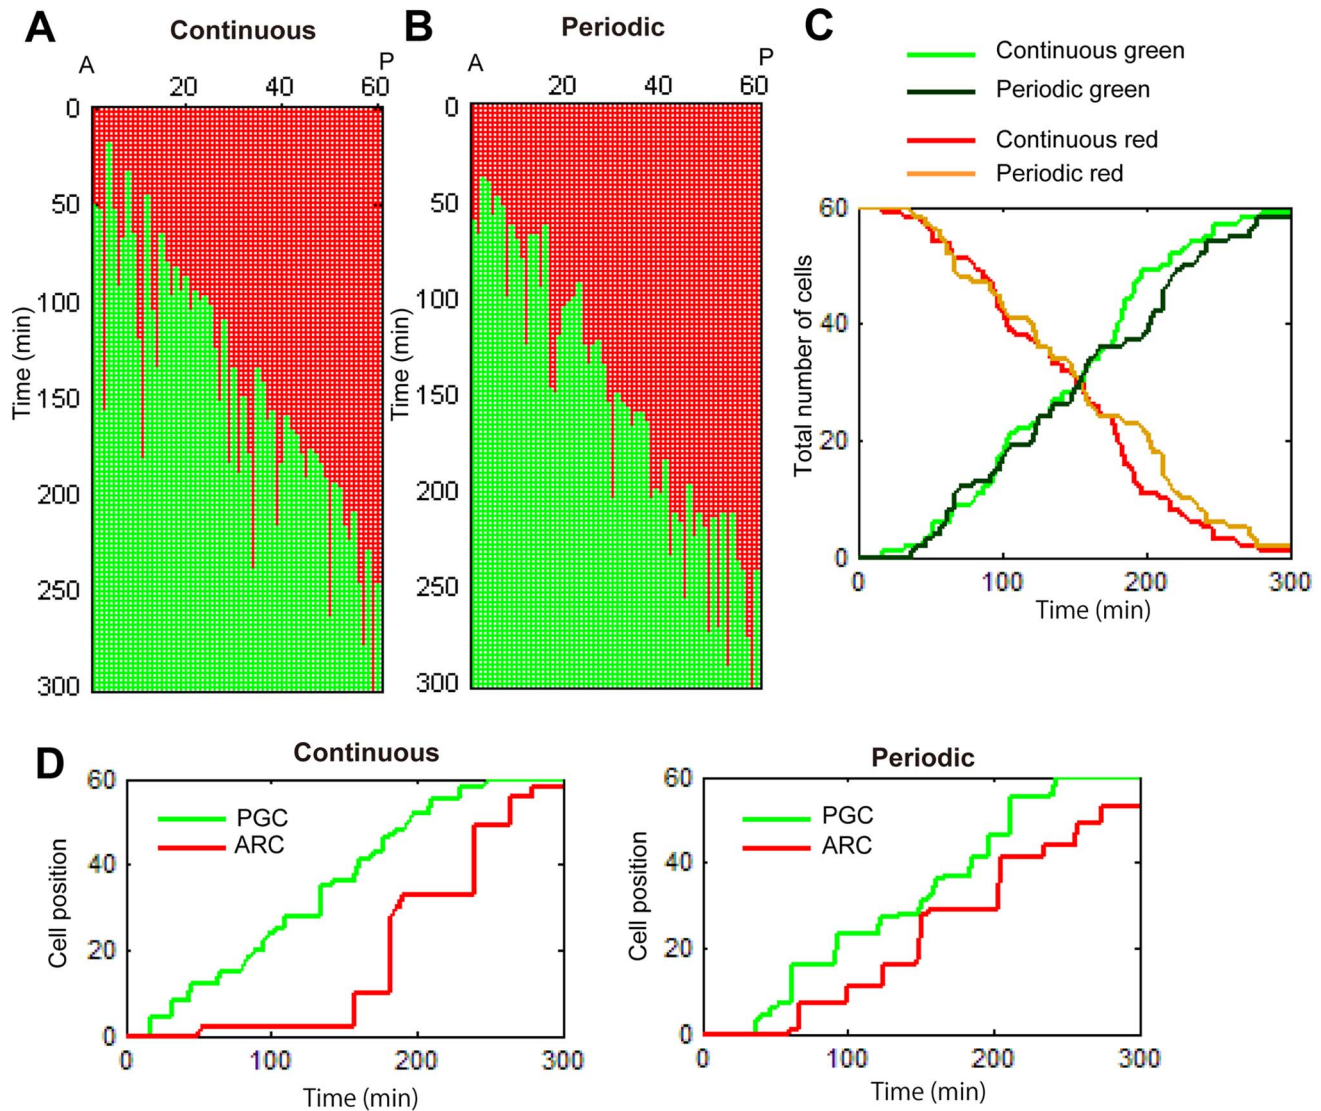 A Continuous
A P
20 40 60
0
50
100
150
200
250
300
Time (min)
B Periodic
A P
20 40 60
0
50
100
150
200
250
300
Time (min)
C
Continuous green
Periodic green
Continuous red
Periodic red
60
40
20
0
Total number of cells
0 100 200 300
Time (min)
D Continuous
60
40
20
0
Cell position
PGC
ARC
0 100 200 300
Time (min)
Periodic
60
40
20
0
Cell position
PGC
ARC
0 100 200 300
Time (min)